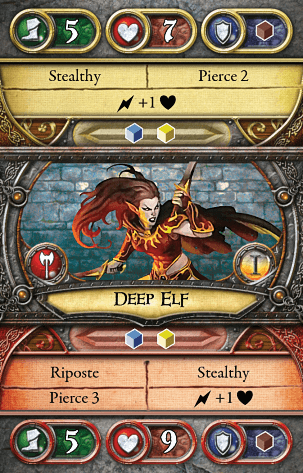 5 7
Stealthy Pierce 2
+1
I
DEEP ELF
Riposte Stealthy
Pierce 3 +1
5 9